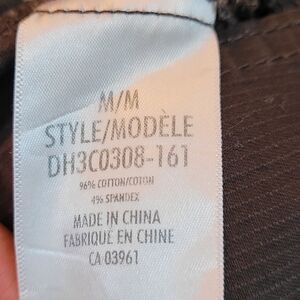 M/M
STYLE/MODÈLE
DH3C0308-161
96% COTTON/COTON
4% SPANDEX
MADE IN CHINA
FABRIQUÉ EN CHINE
CA 03961